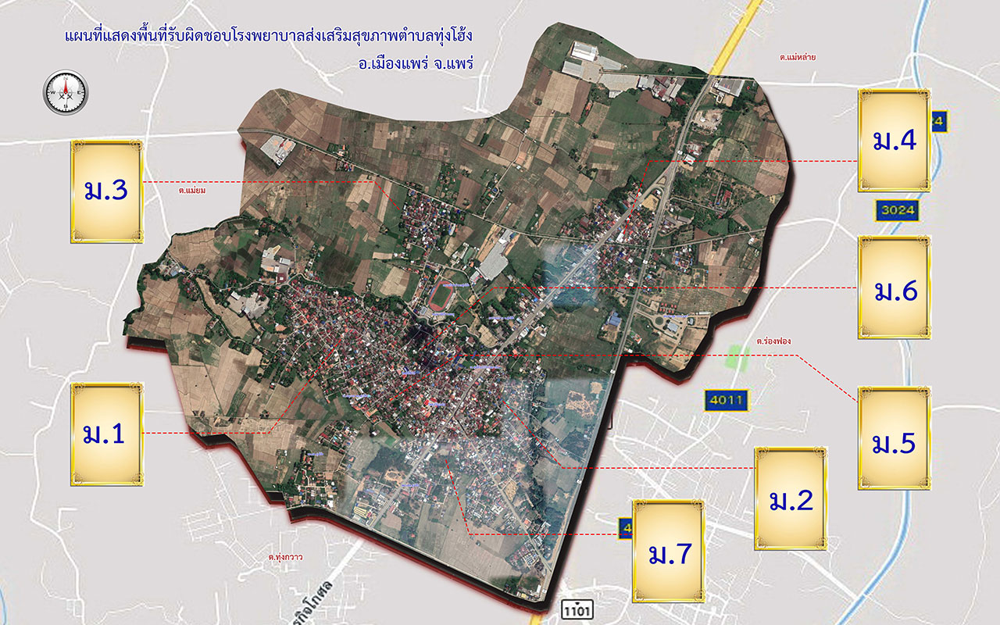 แผนที่แสดงพื้นที่รับผิดชอบโรงพยาบาลส่งเสริมสุขภาพตำบลทุ่งโฮ้ง
อ.เมืองแพร่ จ.แพร่
ต.แม่หล่าย
N
W E
S
ม.4
4
ม.3
ต.แม่ยม
3024
ม.6
ต.ร่องฟอง
4011
ม.1
ม.5
ม.2
4
ม.7
ต.ทุ่งกวาว
1101